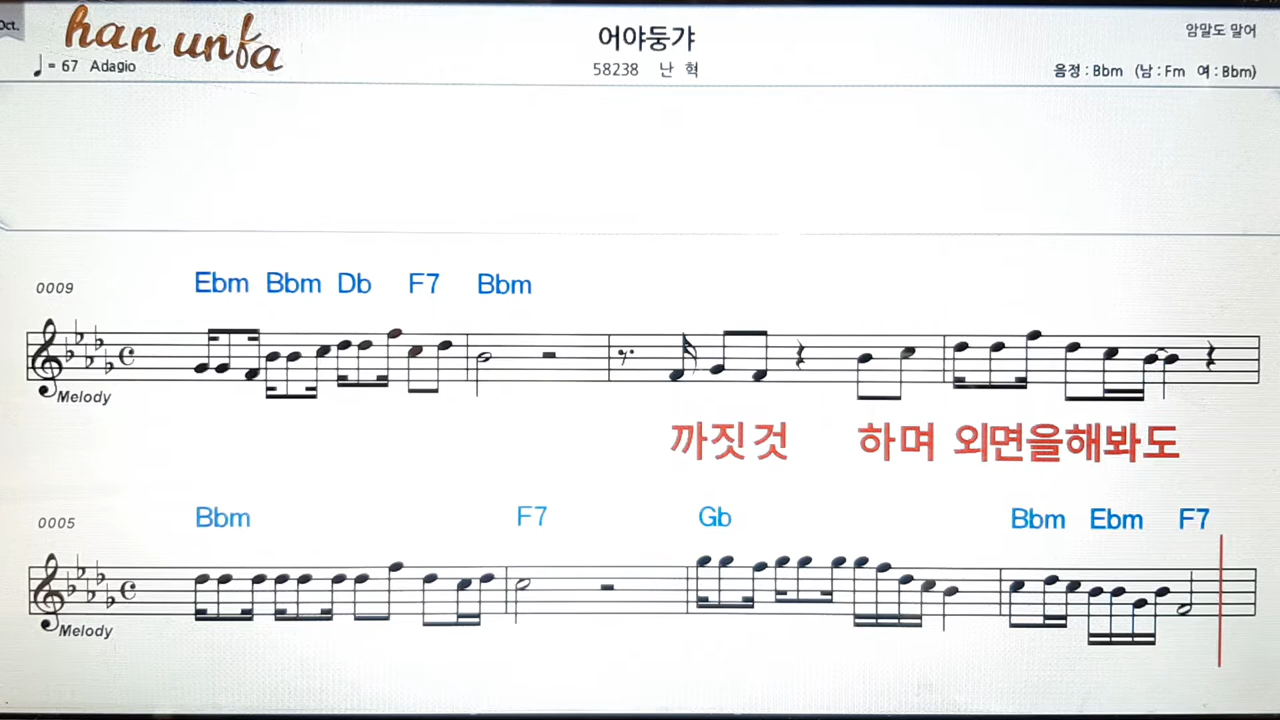 Oct.
han unfa
어야둥갸
암말도 말어
♩= 67 Adagio
58238 난 혁
음정 : Bbm (남 : Fm 여 : Bbm)
0009
Ebm Bbm Db F7 Bbm
Melody
까짓것 하며 외면을해봐도
0005
Bbm F7 Gb Bbm Ebm F7
Melody